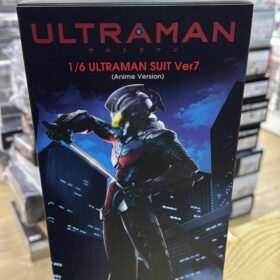 ULTRAMAN
ウルトラマン
1/6 ULTRAMAN SUIT Ver7
(Anime Version)